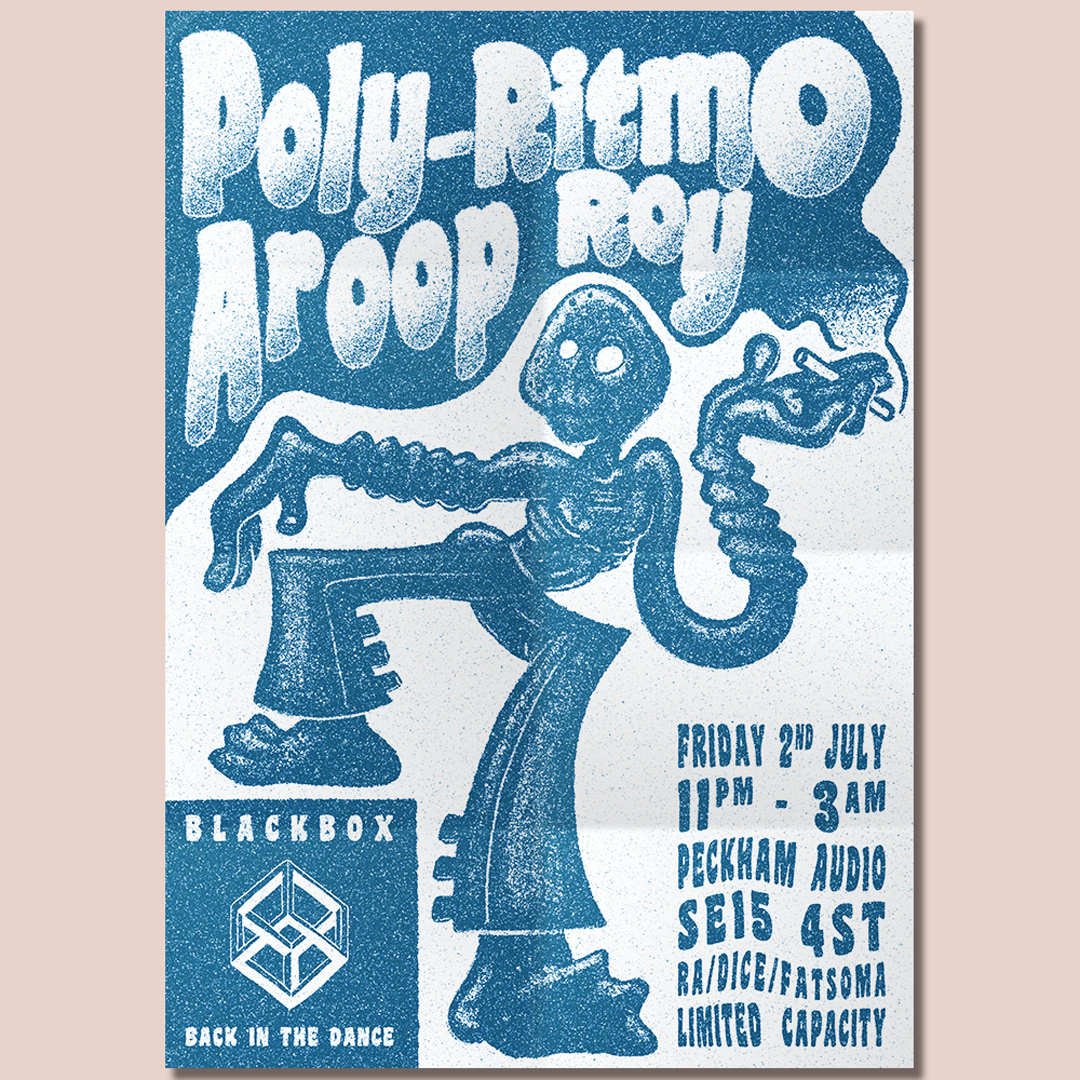 Poly-Ritmo
Aroop Roy
FRIDAY 2ND JULY
11PM - 3AM
PECKHAM AUDIO
SE15 4ST
RA/DICE/FATSOMA
LIMITED CAPACITY
BLACKBOX
BACK IN THE DANCE